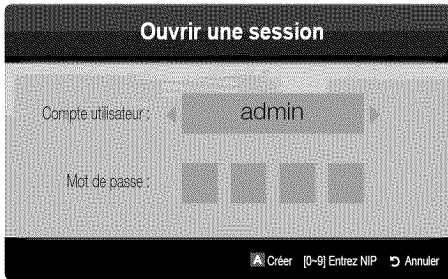 Ouvrir une session
Compte utilisateur : admin
Mot de passe :
A Créer [0~9] Entrez NIP Annuler